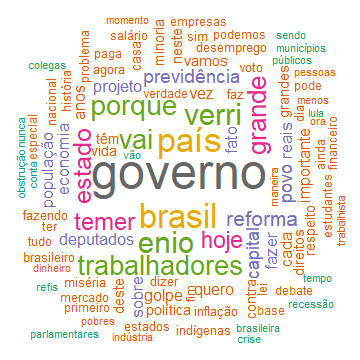 momento empresas
salário minoria sim podemos
problema paga casa neste desemprego sendo
colegas agora vamos voto municípios
anos previdência públicos
nacional história projeto verdade vez faz grandes pessoas
porque verri grande pode
menos
obstrução nunca especial têm vai país fato reais dia lula
população economia estado vida vão povo importante ora
conta governo maneira ainda financeiro
estudantes
temer brasil reforma respeito trabalhista
fazendo
ter deputados enio hoje capital fazer cada direitos
tudo
brasileiro trabalhadores
dinheiro sobre tempo
refis miséria deste dizer quero contra lei debate
mercado golpe fim base recessão
primeiro política inflação
pobres estados indígenas brasileira
parlamentares indústria crise